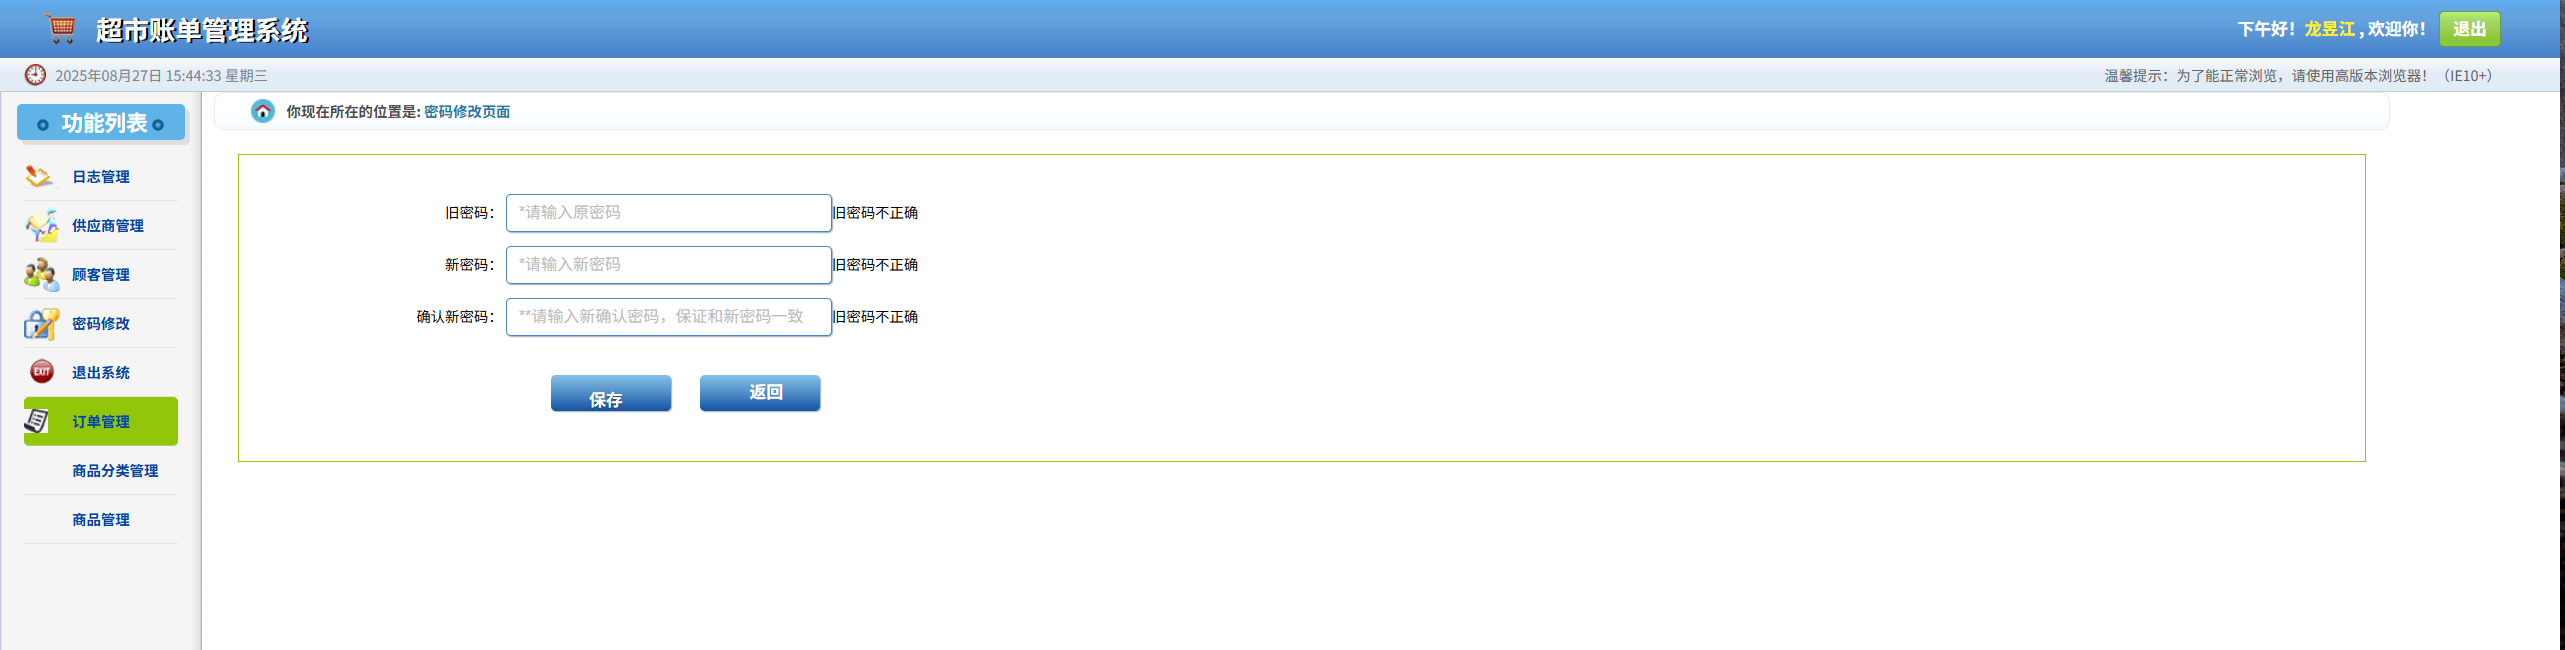 超市账单管理系统
下午好！龙昱江 , 欢迎你！ 退出
2025年08月27日 15:44:33 星期三
温馨提示：为了能正常浏览，请使用高版本浏览器！（IE10+）
功能列表
日志管理
供应商管理
顾客管理
密码修改
EXIT 退出系统
订单管理
商品分类管理
商品管理
你现在所在的位置是: 密码修改页面
旧密码： *请输入原密码 旧密码不正确
新密码： *请输入新密码 旧密码不正确
确认新密码： **请输入新确认密码，保证和新密码一致 旧密码不正确
保存 返回